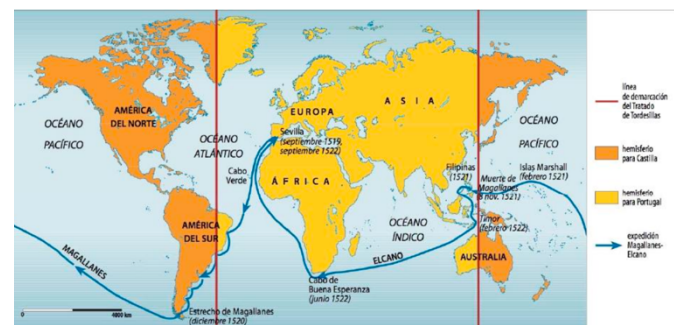 AMÉRICA
DEL NORTE
OCÉANO
PACÍFICO
OCÉANO
ATLÁNTICO
EUROPA
ASIA
Sevilla
(septiembre 1519,
septiembre 1522)
Cabo
Verde
ÁFRICA
AMÉRICA
DEL SUR
MAGALLANES
Estrecho de Magallanes
(diciembre 1520)
0
4000 km
Cabo de
Buena Esperanza
(junio 1522)
ELCANO
OCÉANO
ÍNDICO
Filipinas
(1521)
Muerte de
Magallanes
(8 nov. 1521)
Timor
(febrero 1522)
AUSTRALIA
OCÉANO
PACÍFICO
Islas Marshall
(febrero 1521)
línea
de demarcación
del Tratado
de Tordesillas
hemisferio
para Castilla
hemisferio
para Portugal
expedición
Magallanes-
Elcano